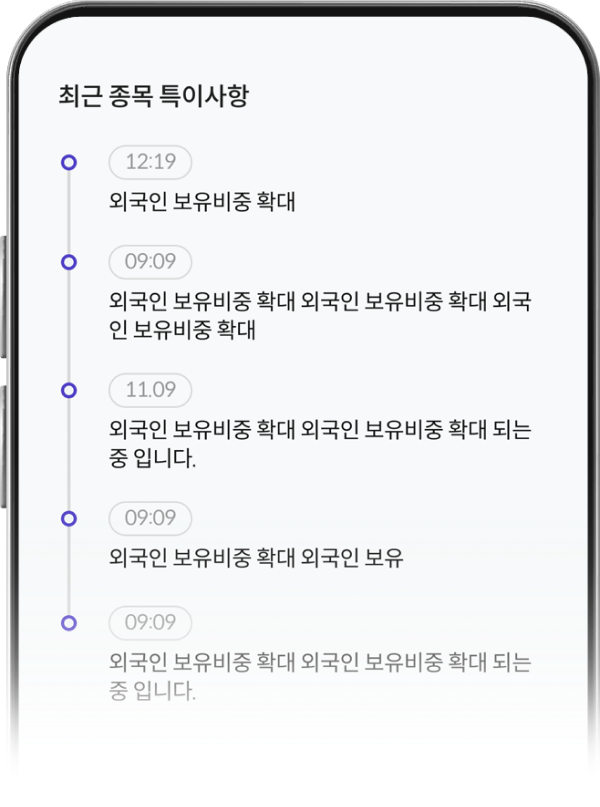 최근 종목 특이사항
12:19
외국인 보유비중 확대
09:09
외국인 보유비중 확대 외국인 보유비중 확대 외국
인 보유비중 확대
11.09
외국인 보유비중 확대 외국인 보유비중 확대 되는
중 입니다.
09:09
외국인 보유비중 확대 외국인 보유
09:09
외국인 보유비중 확대 외국인 보유비중 확대 되는
중 입니다.